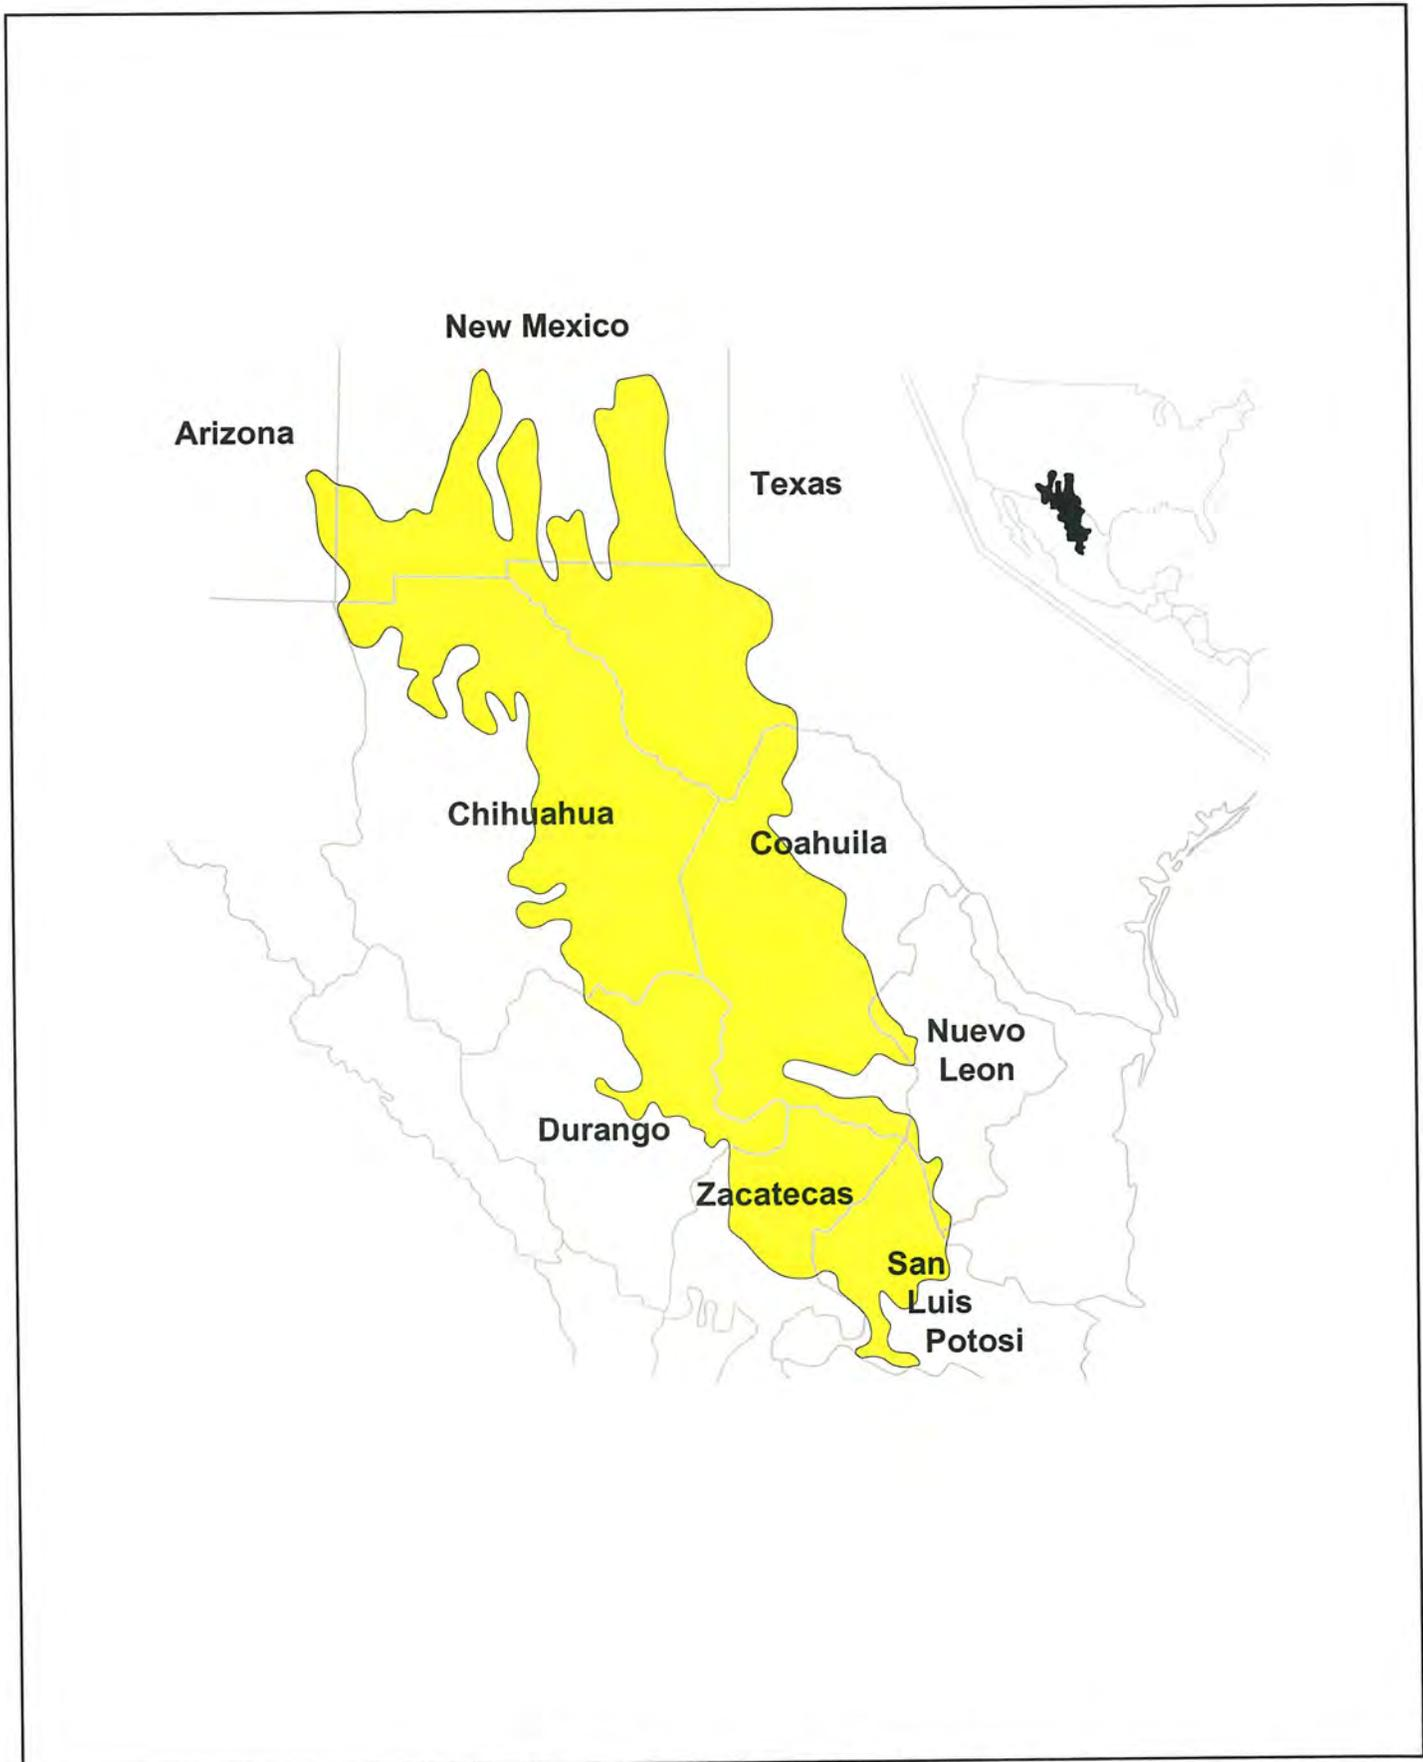 New Mexico
Arizona
Texas
Chihuahua
Coahuila
Nuevo
Leon
Durango
Zacatecas
San
Luis
Potosi